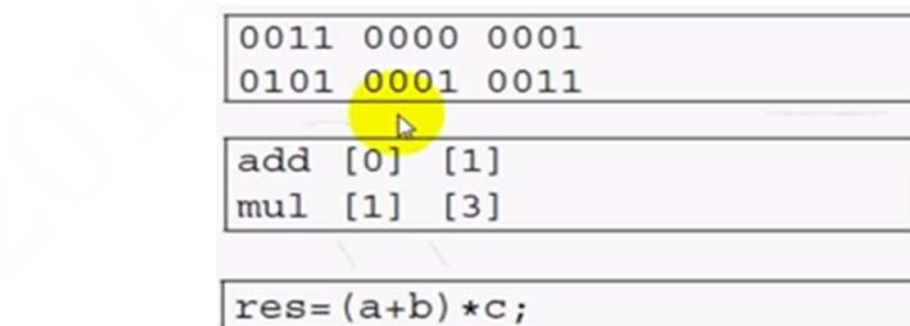 0011 0000 0001
0101 0001 0011
add [0] [1]
mul [1] [3]
res=(a+b)*c;